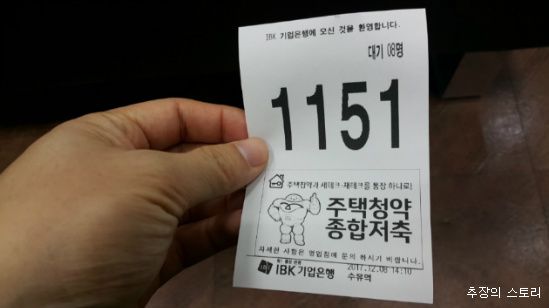 IBK 기업은행에 오신 것을 환영합니다.
대기 08명
1151
주택청약과 세테크·재테크를 통장 하나로!
주택청약
종합저축
자세한 사항은 영업점에 문의 하시기 바랍니다.
2017.12.08 14:10
IBK기업은행
수유역
추장의 스토리